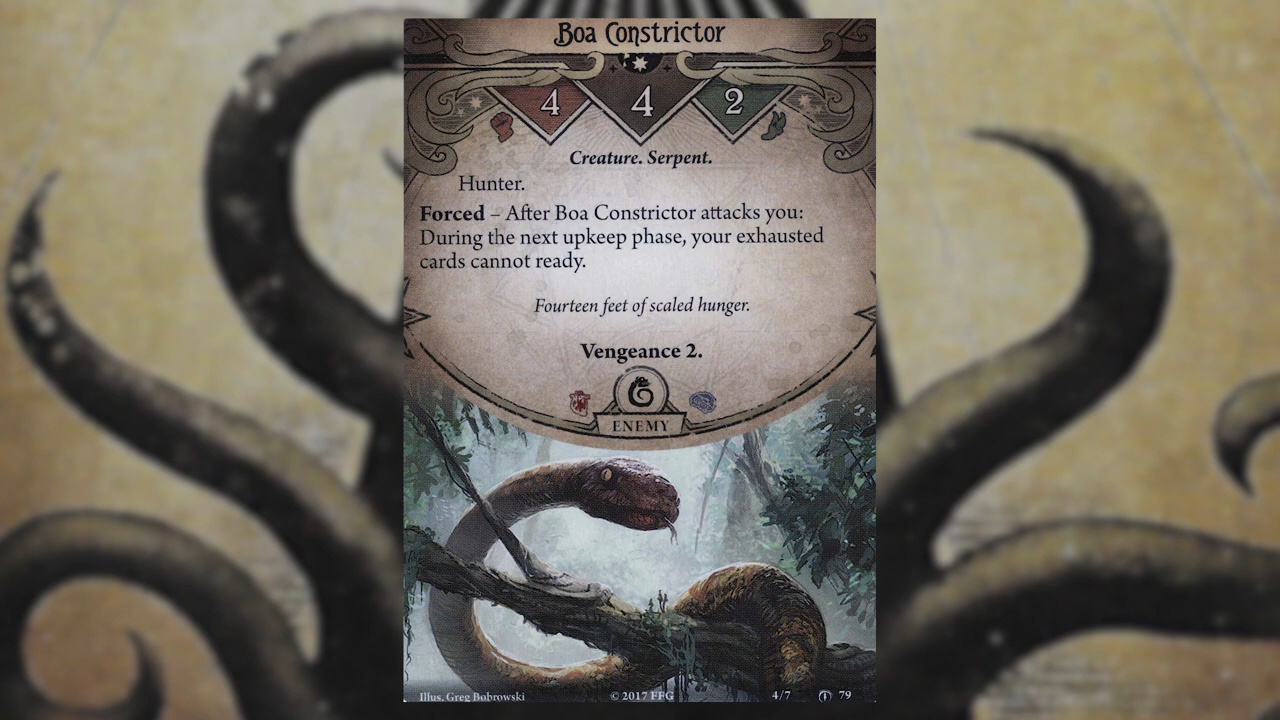 Boa Constrictor
4 4 2
Creature. Serpent.
Hunter.
Forced – After Boa Constrictor attacks you:
During the next upkeep phase, your exhausted
cards cannot ready.
Fourteen feet of scaled hunger.
Vengeance 2.
ENEMY
Illus. Greg Bobrowski © 2017 FFG 4/7 79